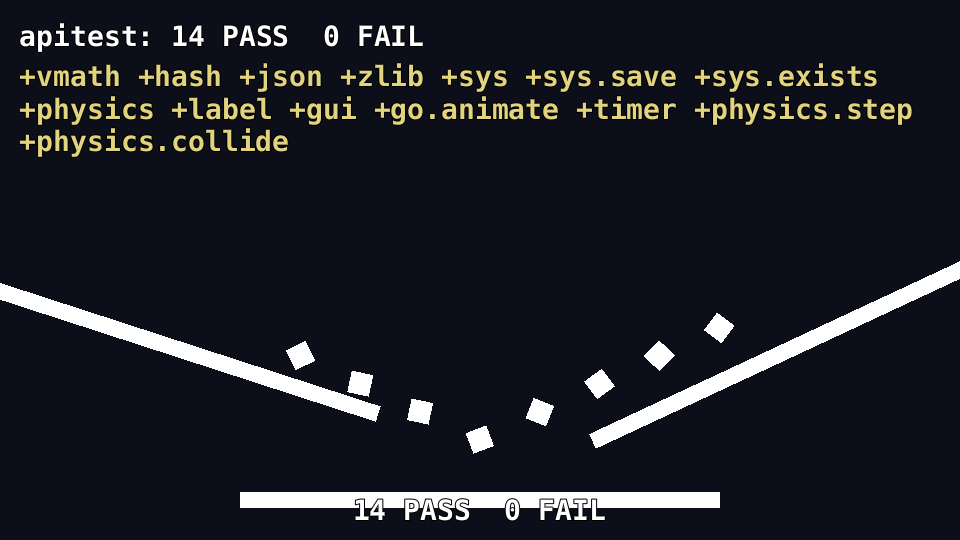 apitest: 14 PASS  0 FAIL
+vmath +hash +json +zlib +sys +sys.save +sys.exists
+physics +label +gui +go.animate +timer +physics.step
+physics.collide
14 PASS  0 FAIL